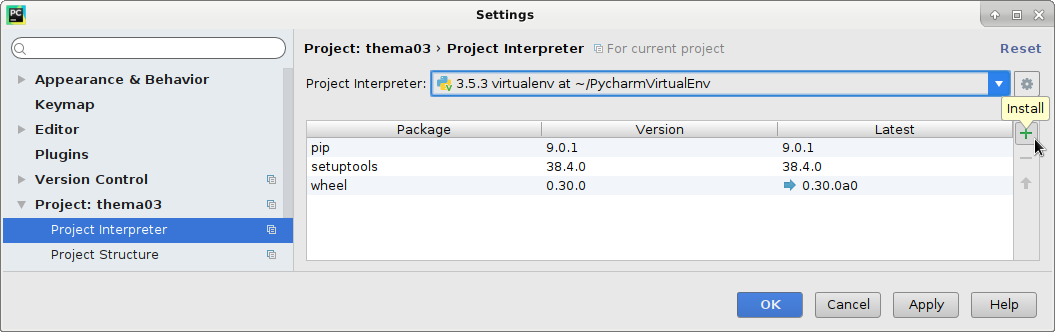 PC
Settings
Project: thema03 › Project Interpreter For current project Reset
Appearance & Behavior
Keymap
Editor
Plugins
Version Control
Project: thema03
Project Interpreter
Project Structure
Project Interpreter: 3.5.3 virtualenv at ~/PycharmVirtualEnv
Install
Package Version Latest
pip 9.0.1 9.0.1
setuptools 38.4.0 38.4.0
wheel 0.30.0 0.30.0a0
OK Cancel Apply Help